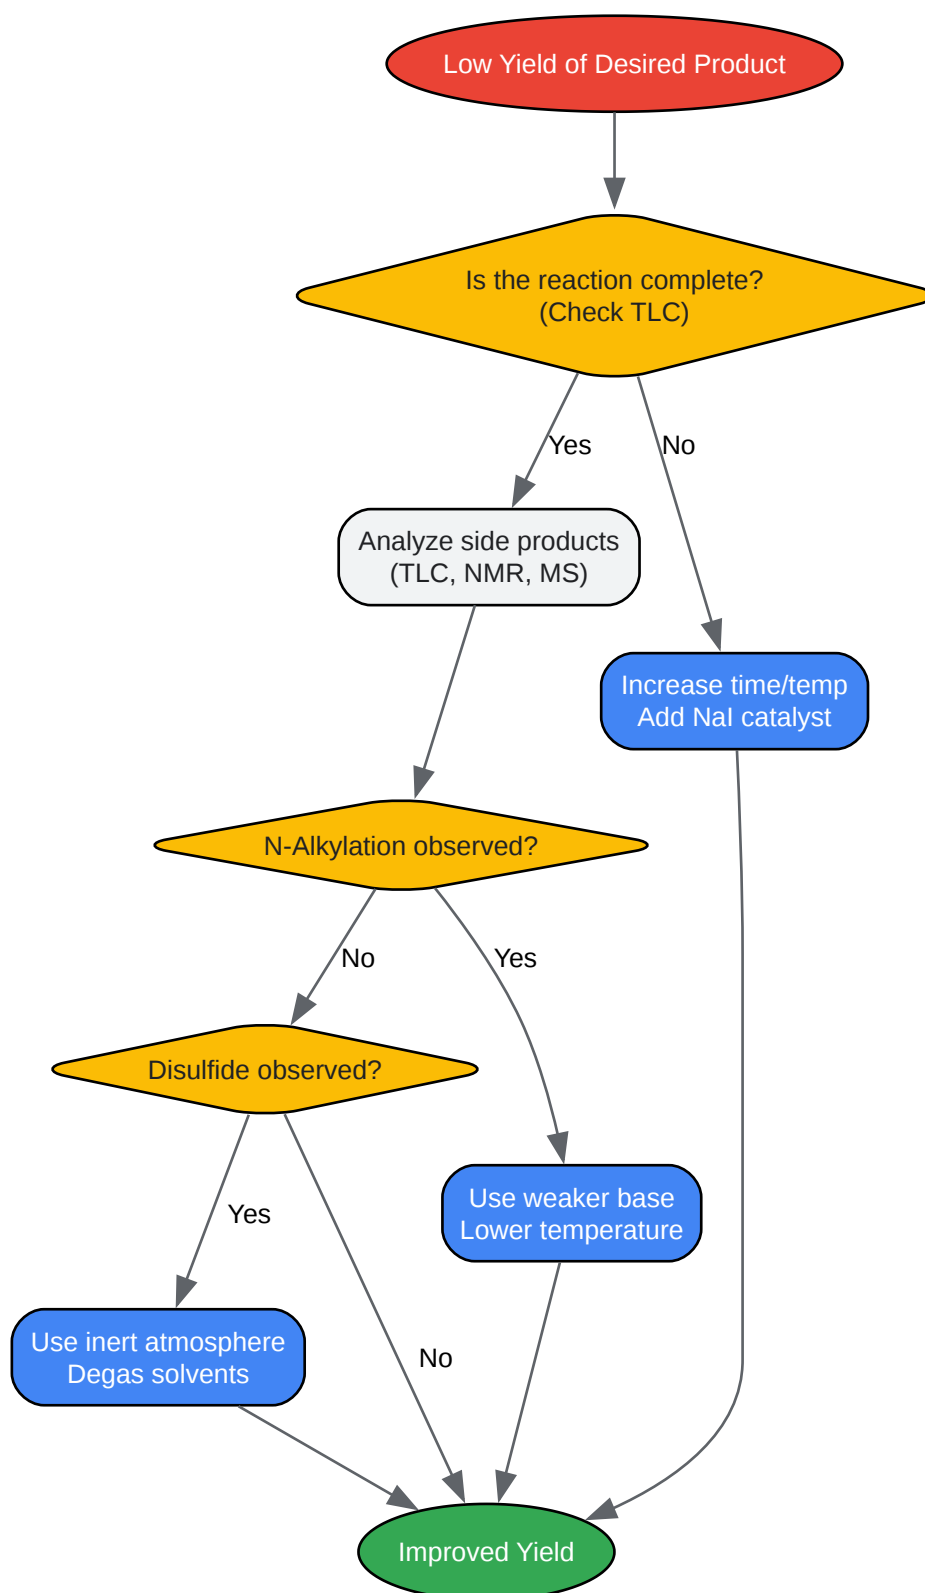 Low Yield of Desired Product
Is the reaction complete?
(Check TLC)
Yes
No
Analyze side products
(TLC, NMR, MS)
Increase time/temp
Add NaI catalyst
N-Alkylation observed?
No
Yes
Disulfide observed?
Yes
No
Use weaker base
Lower temperature
Use inert atmosphere
Degas solvents
Improved Yield